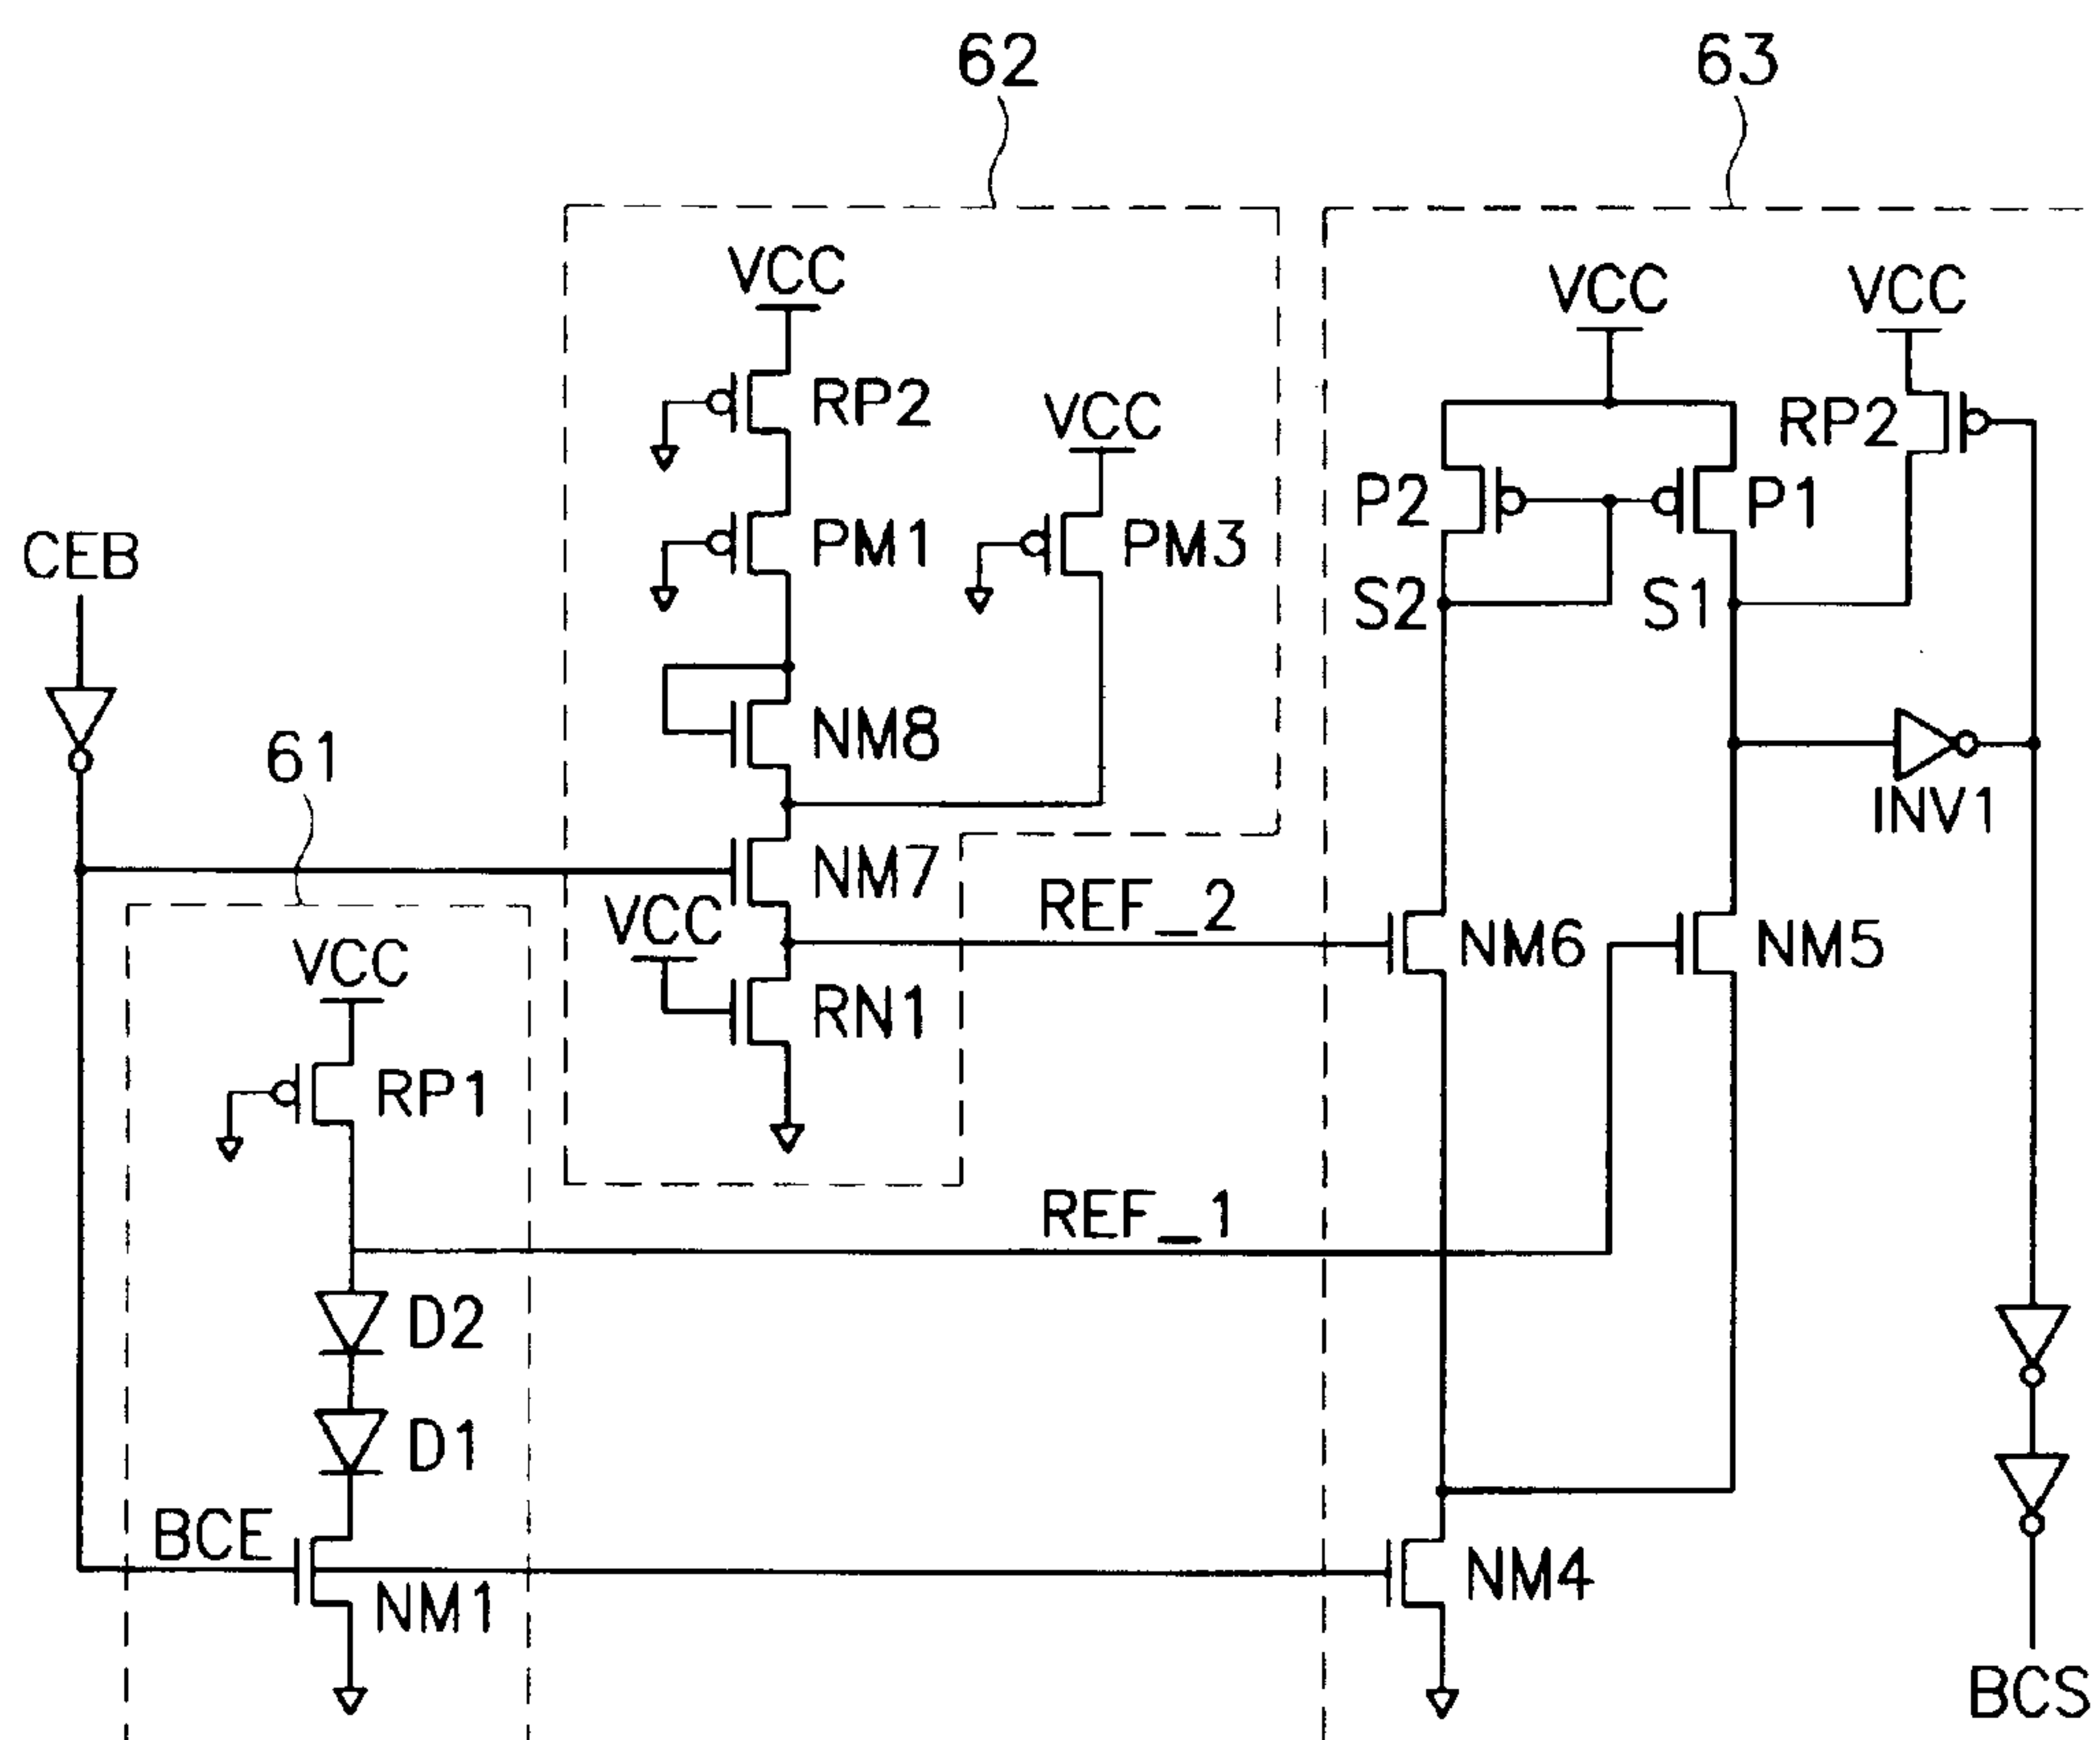 62
63
VCC
VCC
VCC
RP2
VCC
RP2
P2
P1
CEB
PM1
PM3
S2
S1
NM8
61
INV1
NM7
VCC
REF_2
NM6
NM5
VCC
RN1
RP1
REF_1
D2
D1
BCE
NM4
NM1
BCS